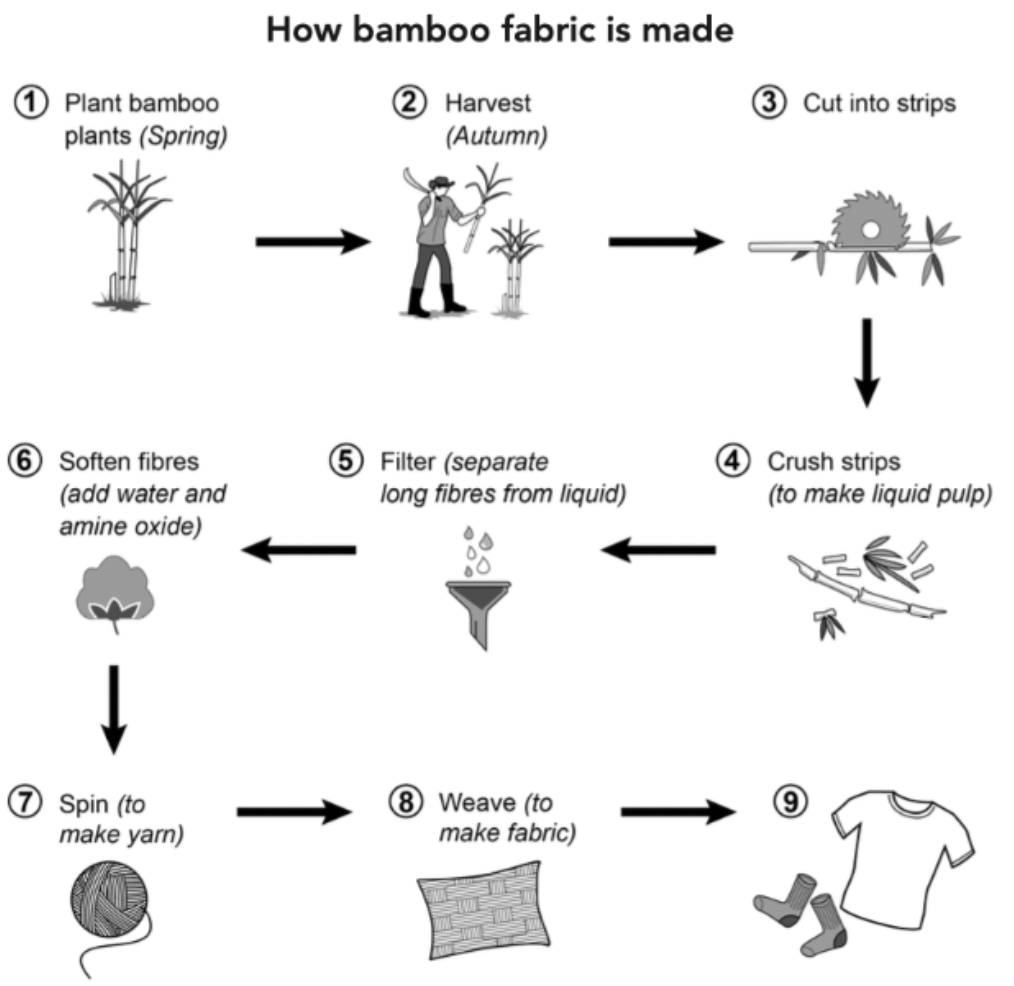 How bamboo fabric is made
① Plant bamboo
plants (Spring)
② Harvest
(Autumn)
③ Cut into strips
④ Crush strips
(to make liquid pulp)
⑤ Filter (separate
long fibres from liquid)
⑥ Soften fibres
(add water and
amine oxide)
⑦ Spin (to
make yarn)
⑧ Weave (to
make fabric)
⑨